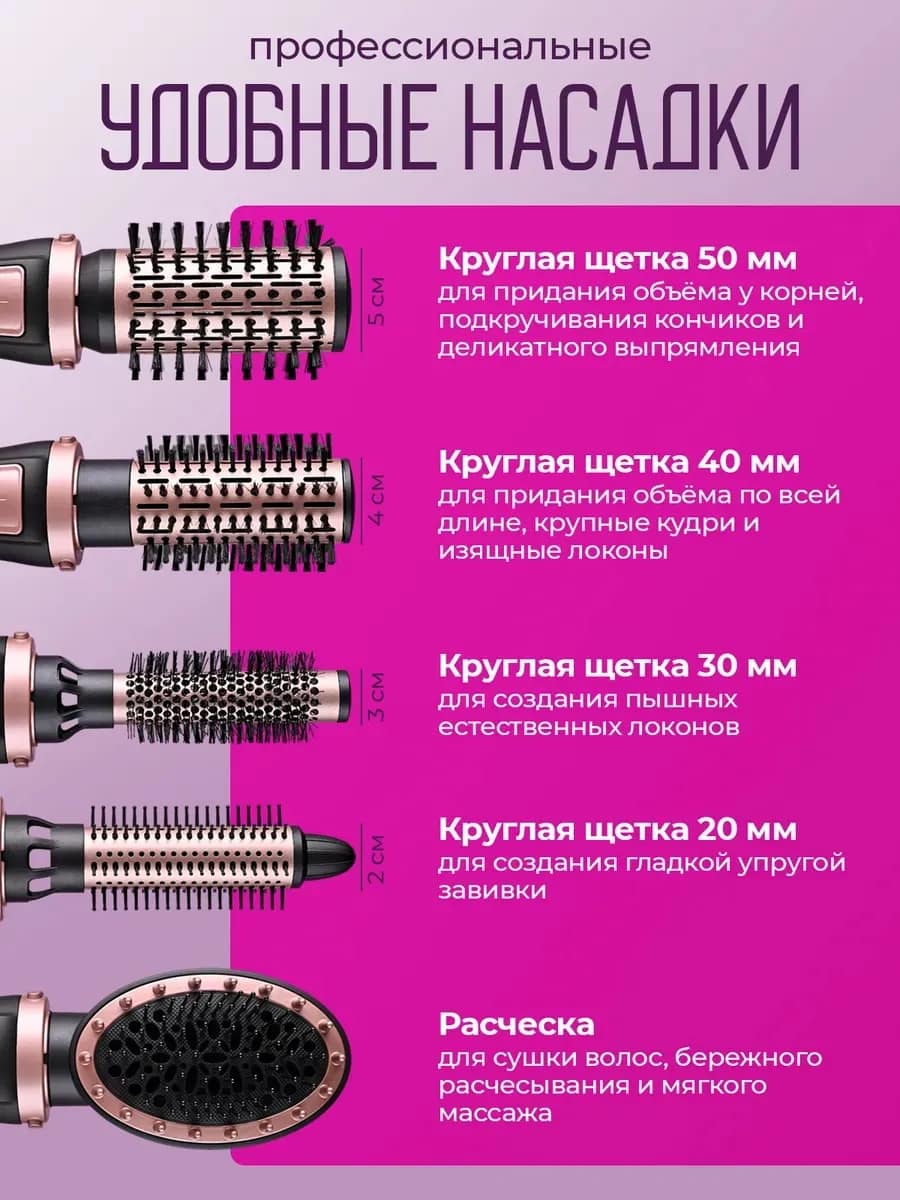 профессиональные
УДОБНЫЕ НАСАДКИ
5 см
Круглая щетка 50 мм
для придания объёма у корней,
подкручивания кончиков и
деликатного выпрямления
4 см
Круглая щетка 40 мм
для придания объёма по всей
длине, крупные кудри и
изящные локоны
3 см
Круглая щетка 30 мм
для создания пышных
естественных локонов
2 см
Круглая щетка 20 мм
для создания гладкой упругой
завивки
Расческа
для сушки волос, бережного
расчесывания и мягкого
массажа